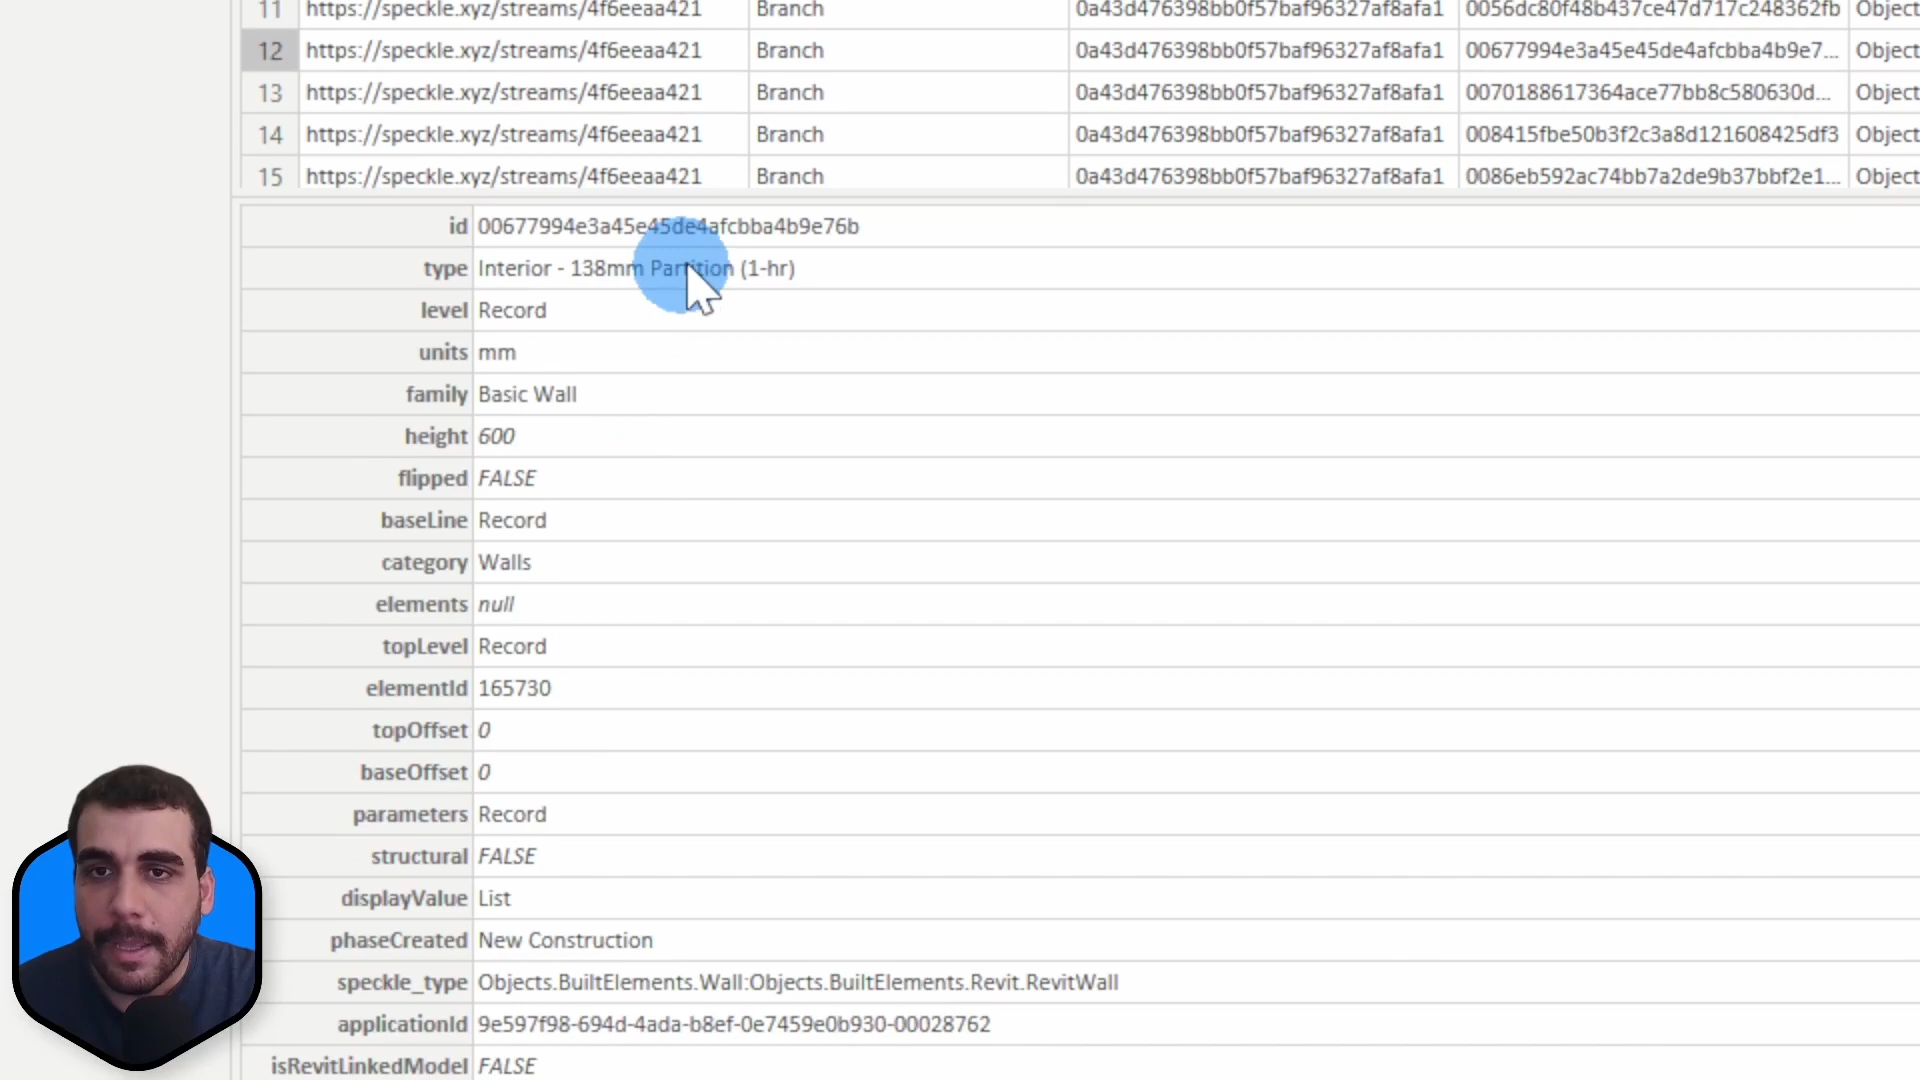 11 https://speckle.xyz/streams/4f6eeaa421 Branch 0a43d476398bb0f57baf96327af8afa1 0056dc80f48b437ce47d717c248362fb Object
12 https://speckle.xyz/streams/4f6eeaa421 Branch 0a43d476398bb0f57baf96327af8afa1 00677994e3a45e45de4afcbba4b9e7... Object
13 https://speckle.xyz/streams/4f6eeaa421 Branch 0a43d476398bb0f57baf96327af8afa1 0070188617364ace77bb8c580630d... Object
14 https://speckle.xyz/streams/4f6eeaa421 Branch 0a43d476398bb0f57baf96327af8afa1 008415fbe50b3f2c3a8d121608425df3 Object
15 https://speckle.xyz/streams/4f6eeaa421 Branch 0a43d476398bb0f57baf96327af8afa1 0086eb592ac74bb7a2de9b37bbf2e1... Object
id 00677994e3a45e45de4afcbba4b9e76b
type Interior - 138mm Partition (1-hr)
level Record
units mm
family Basic Wall
height 600
flipped FALSE
baseLine Record
category Walls
elements null
topLevel Record
elementId 165730
topOffset 0
baseOffset 0
parameters Record
structural FALSE
displayValue List
phaseCreated New Construction
speckle_type Objects.BuiltElements.Wall:Objects.BuiltElements.Revit.RevitWall
applicationId 9e597f98-694d-4ada-b8ef-0e7459e0b930-00028762
isRevitLinkedModel FALSE